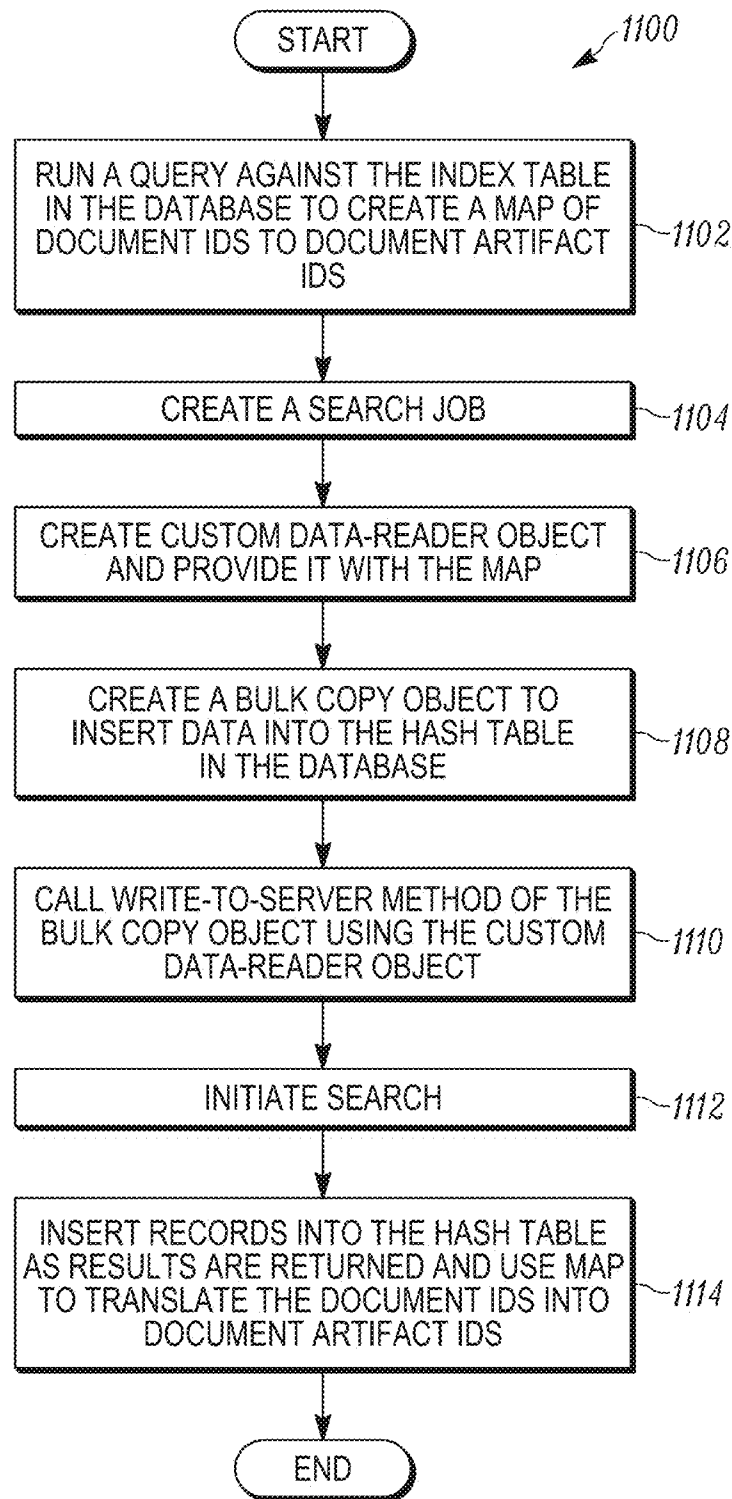 START
1100
RUN A QUERY AGAINST THE INDEX TABLE
IN THE DATABASE TO CREATE A MAP OF
DOCUMENT IDS TO DOCUMENT ARTIFACT
IDS
1102
CREATE A SEARCH JOB
1104
CREATE CUSTOM DATA-READER OBJECT
AND PROVIDE IT WITH THE MAP
1106
CREATE A BULK COPY OBJECT TO
INSERT DATA INTO THE HASH TABLE
IN THE DATABASE
1108
CALL WRITE-TO-SERVER METHOD OF THE
BULK COPY OBJECT USING THE CUSTOM
DATA-READER OBJECT
1110
INITIATE SEARCH
1112
INSERT RECORDS INTO THE HASH TABLE
AS RESULTS ARE RETURNED AND USE MAP
TO TRANSLATE THE DOCUMENT IDS INTO
DOCUMENT ARTIFACT IDS
1114
END